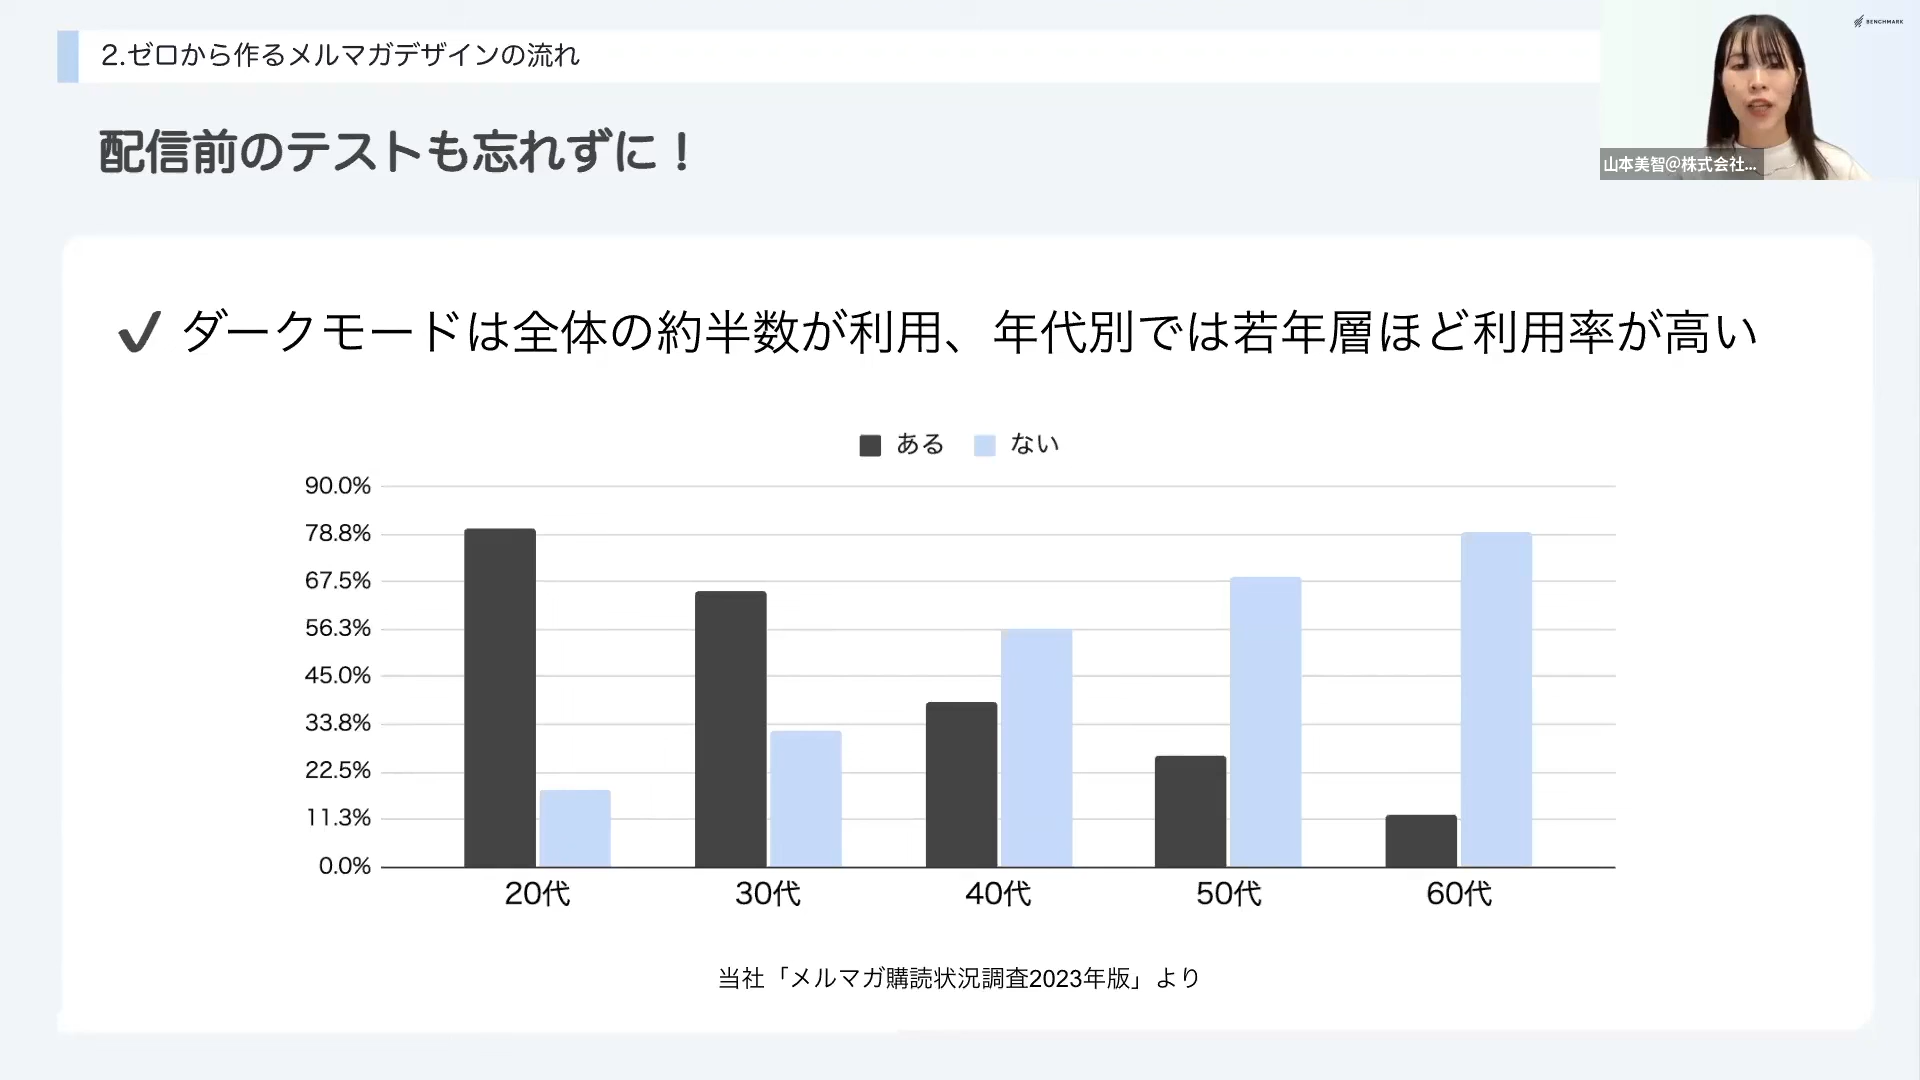 2.ゼロから作るメルマガデザインの流れ
BENCHMARK
配信前のテストも忘れずに！
山本美智@株式会社...
ダークモードは全体の約半数が利用、年代別では若年層ほど利用率が高い
ある ない
90.0%
78.8%
67.5%
56.3%
45.0%
33.8%
22.5%
11.3%
0.0%
20代 30代 40代 50代 60代
当社「メルマガ購読状況調査2023年版」より